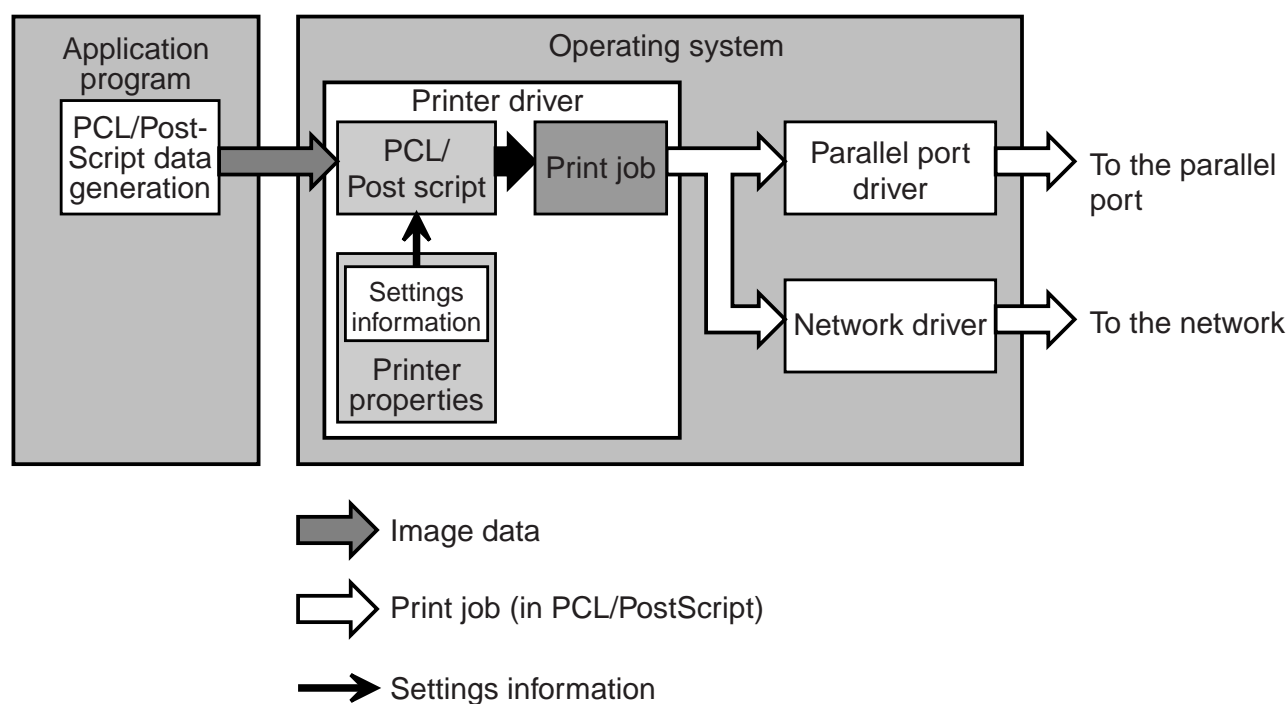 Application
program
PCL/Post-
Script data
generation
Operating system
Printer driver
PCL/
Post script
Print job
Settings
information
Printer
properties
Parallel port
driver
Network driver
To the parallel
port
To the network
Image data
Print job (in PCL/PostScript)
Settings information